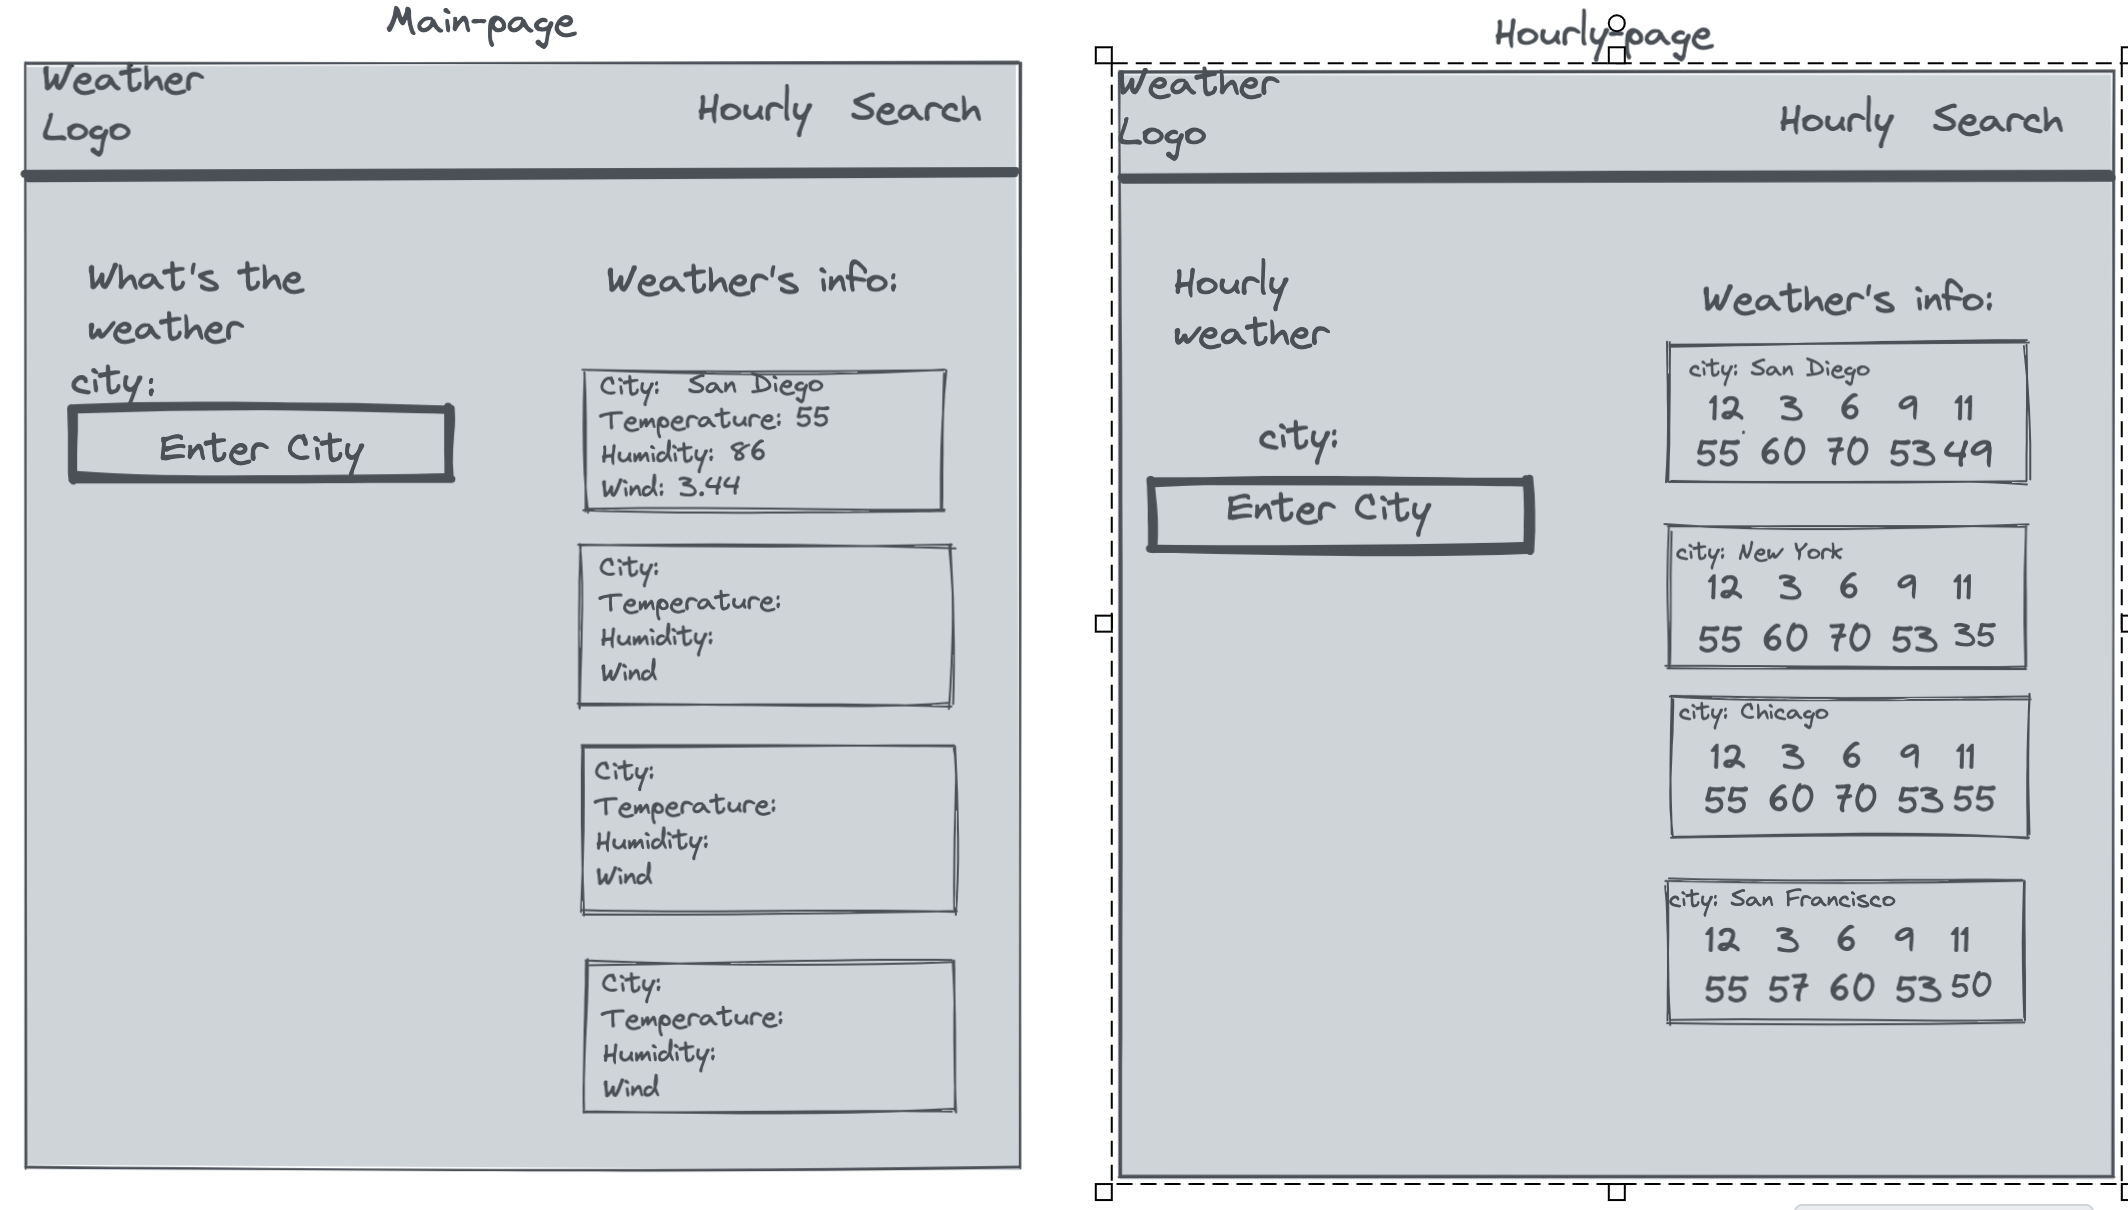 Main-page
Weather
Logo
Hourly Search
What's the
weather
city:
Enter City
Weather's info:
City: San Diego
Temperature: 55
Humidity: 86
Wind: 3.44
City:
Temperature:
Humidity:
Wind
City:
Temperature:
Humidity:
Wind
City:
Temperature:
Humidity:
Wind
Hourly-page
Weather
Logo
Hourly Search
Hourly
weather
city:
Enter City
Weather's info:
city: San Diego
12 3 6 9 11
55 60 70 53 49
city: New York
12 3 6 9 11
55 60 70 53 35
city: Chicago
12 3 6 9 11
55 60 70 53 55
city: San Francisco
12 3 6 9 11
55 57 60 53 50